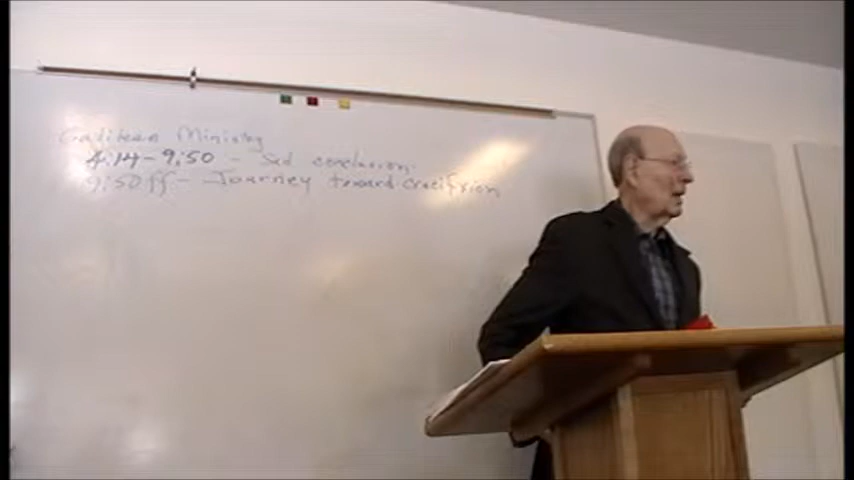 Galilean Ministry
4:14-9:50 - Sad conclusion.
9:50ff- Journey toward crucifixion